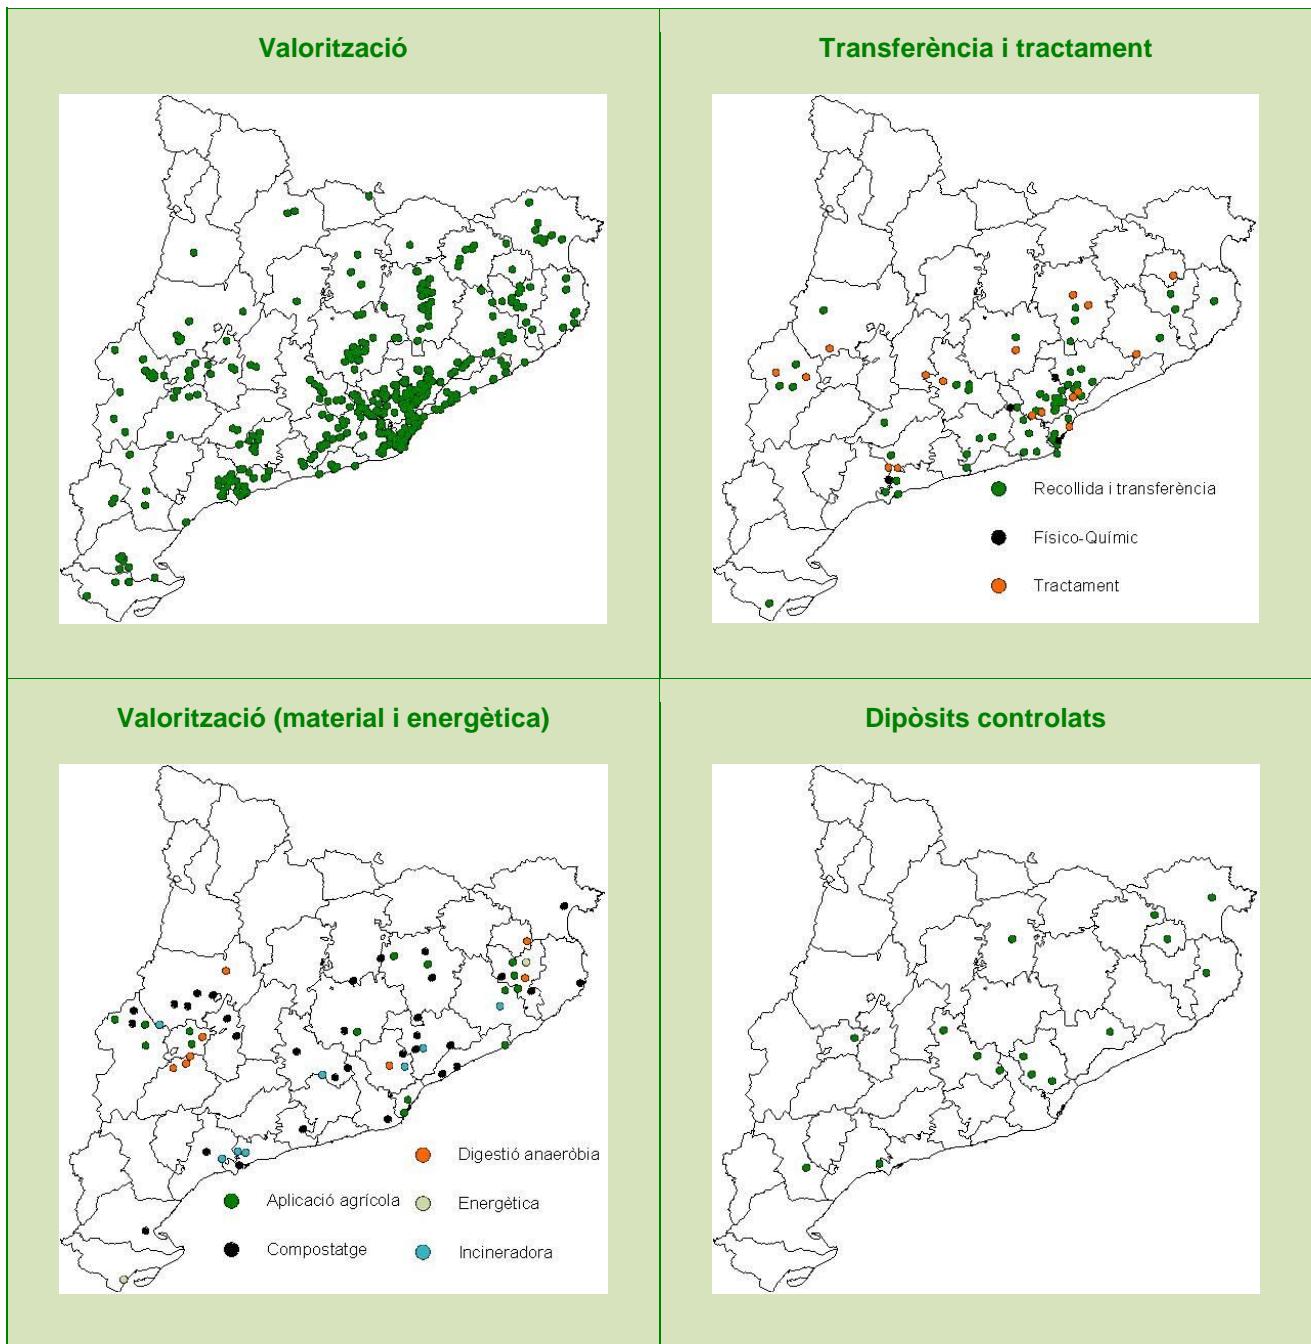 Valorització
Transferència i tractament
Recollida i transferència
Físico-Químic
Tractament
Valorització (material i energètica)
Dipòsits controlats
Digestió anaeròbia
Aplicació agrícola
Energètica
Compostatge
Incineradora